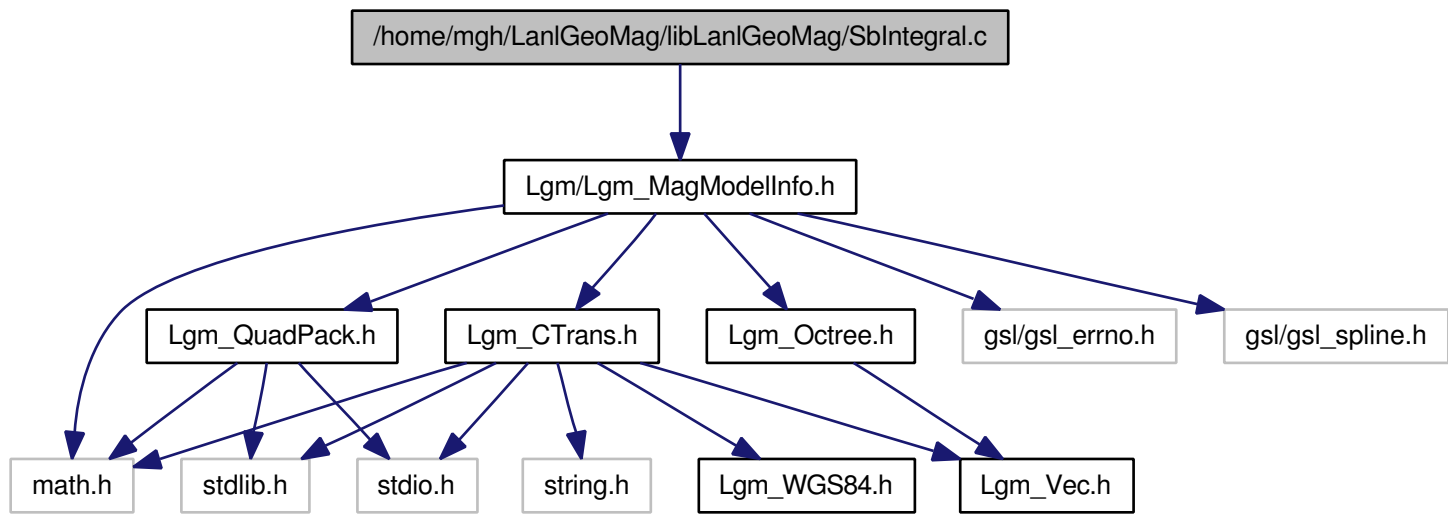 /home/mgh/LanlGeoMag/libLanlGeoMag/SbIntegral.c
Lgm/Lgm_MagModelInfo.h
Lgm_QuadPack.h
Lgm_CTrans.h
Lgm_Octree.h
gsl/gsl_errno.h
gsl/gsl_spline.h
math.h
stdlib.h
stdio.h
string.h
Lgm_WGS84.h
Lgm_Vec.h